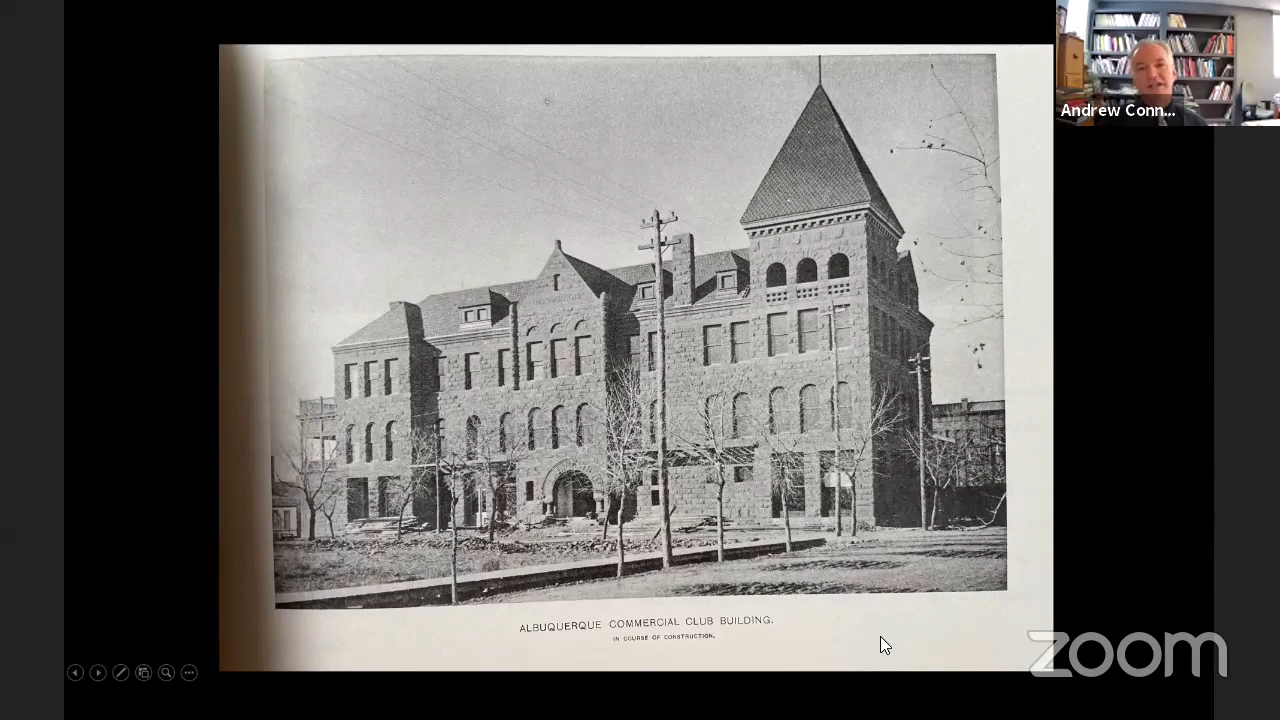 Andrew Conn...
ALBUQUERQUE COMMERCIAL CLUB BUILDING.
IN COURSE OF CONSTRUCTION.
zoom